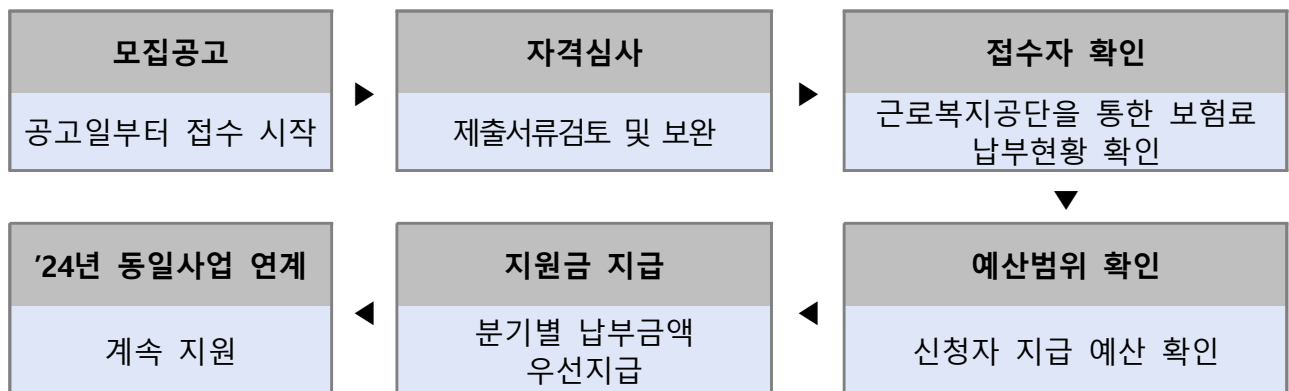 모집공고
공고일부터 접수 시작
▶
자격심사
제출서류검토 및 보완
▶
접수자 확인
근로복지공단을 통한 보험료
납부현황 확인
▼
예산범위 확인
신청자 지급 예산 확인
◀
지원금 지급
분기별 납부금액
우선지급
◀
’24년 동일사업 연계
계속 지원